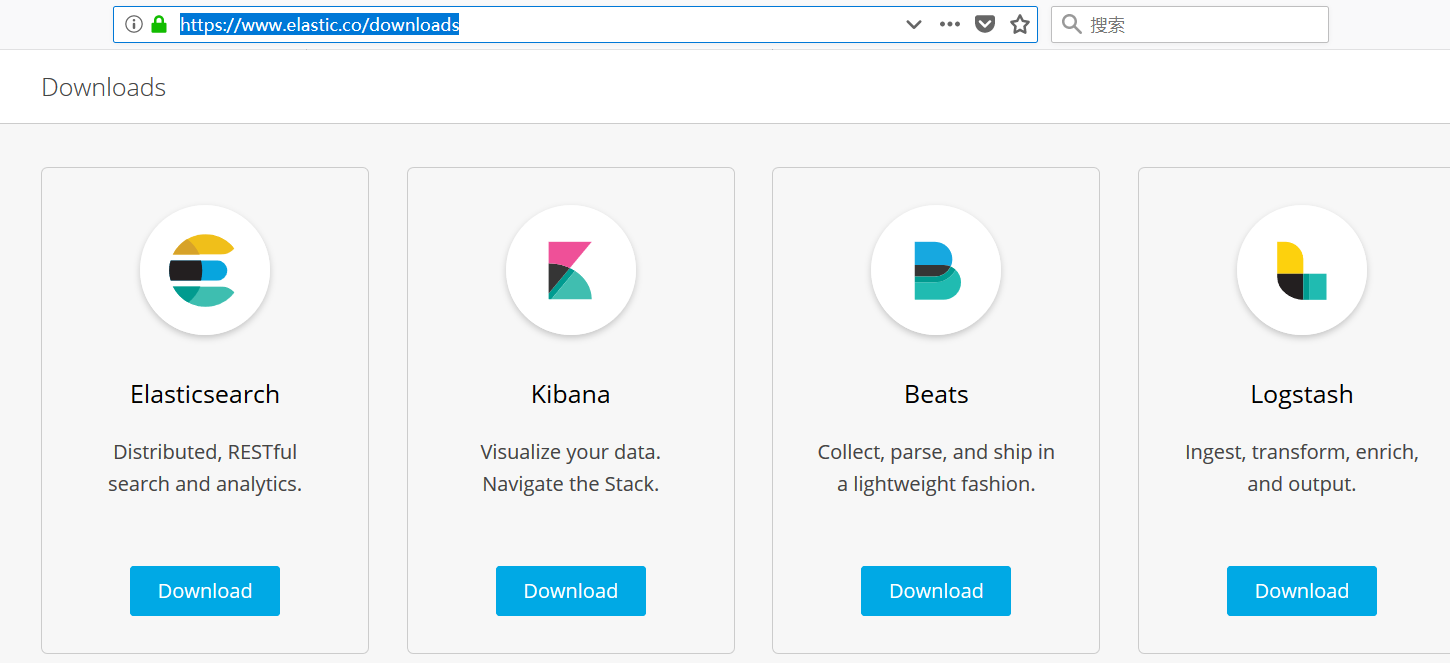 https://www.elastic.co/downloads
搜索
Downloads
Elasticsearch
Distributed, RESTful
search and analytics.
Download
Kibana
Visualize your data.
Navigate the Stack.
Download
Beats
Collect, parse, and ship in
a lightweight fashion.
Download
Logstash
Ingest, transform, enrich,
and output.
Download